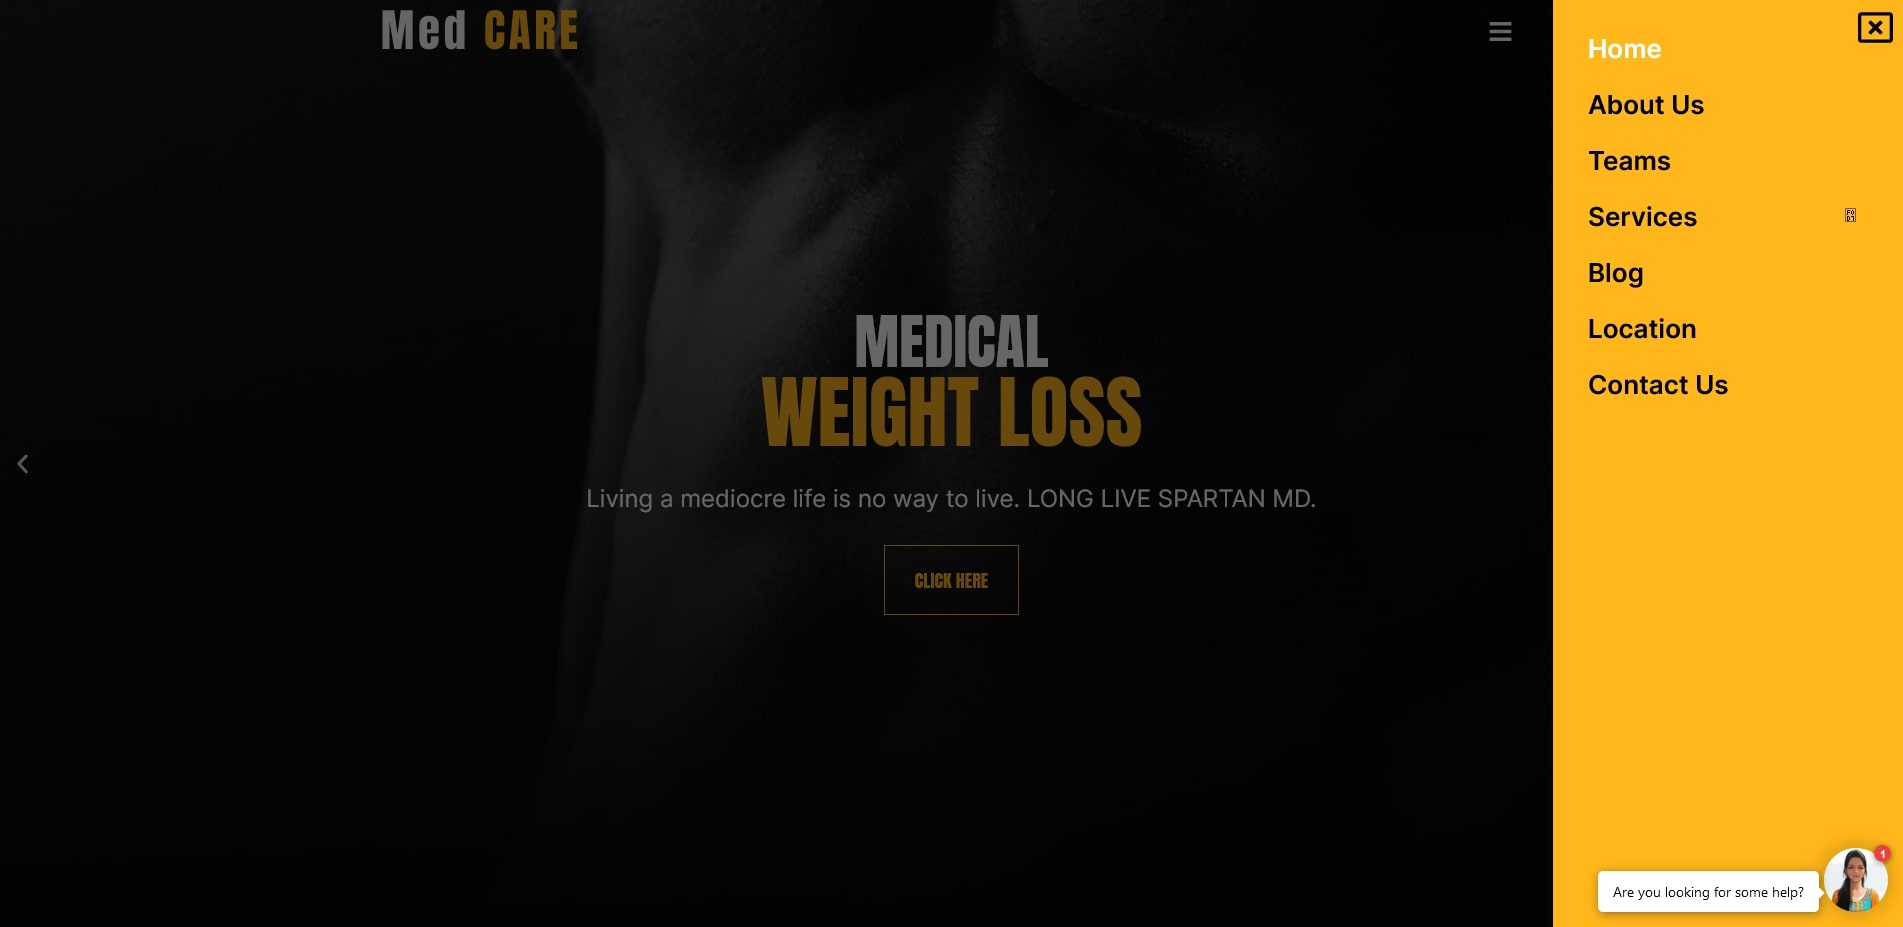 Med CARE
Home
About Us
Teams
Services
Blog
Location
Contact Us
MEDICAL
WEIGHT LOSS
Living a mediocre life is no way to live. LONG LIVE SPARTAN MD.
CLICK HERE
Are you looking for some help?
1